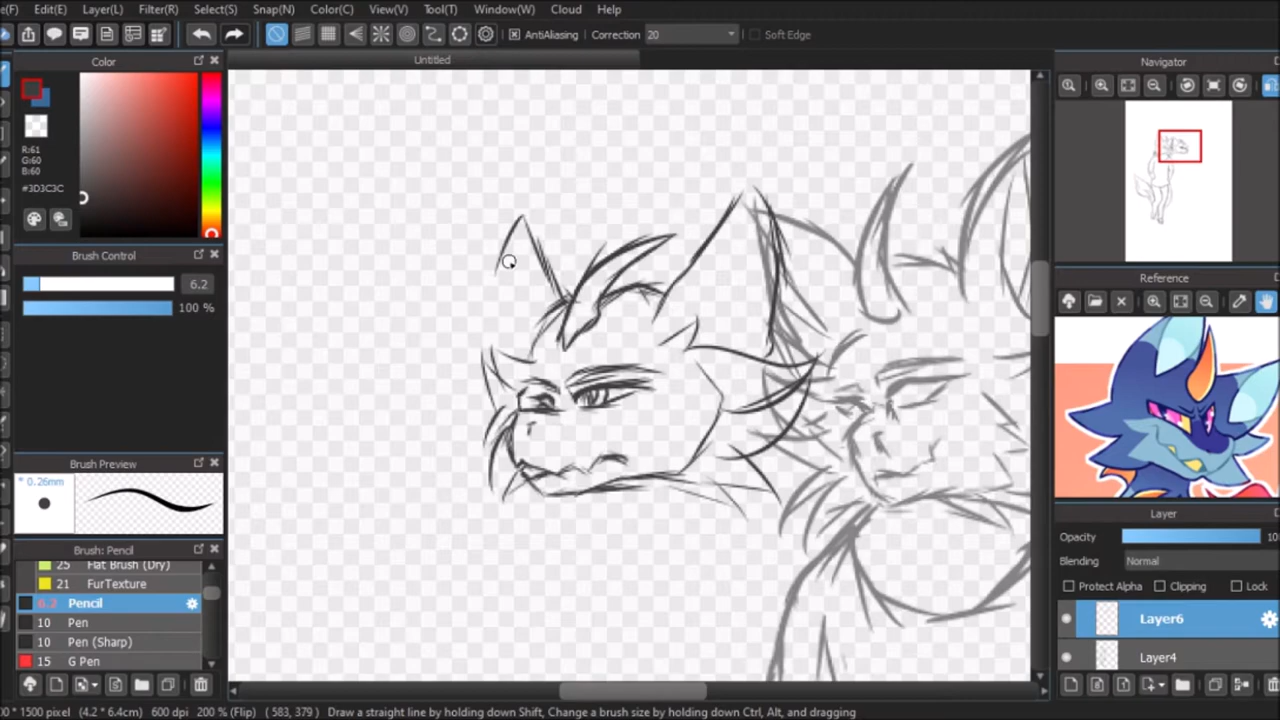 e(F) Edit(E) Layer(L) Filter(R) Select(S) Snap(N) Color(C) View(V) Tool(T) Window(W) Cloud Help
AntiAliasing Correction 20 Soft Edge
Color
Untitled
Navigator
R:61
G:60
B:60
#3D3C3C
Brush Control
6.2
100 %
Reference
Brush Preview
* 0.26mm
Layer
Opacity 10
Blending Normal
Protect Alpha Clipping Lock
Brush: Pencil
25 Flat Brush (Dry)
21 FurTexture
6.2 Pencil
10 Pen
10 Pen (Sharp)
15 G Pen
Layer6
Layer4
00 * 1500 pixel (4.2 * 6.4cm) 600 dpi 200 % (Flip) ( 583, 379 ) Draw a straight line by holding down Shift, Change a brush size by holding down Ctrl, Alt, and dragging